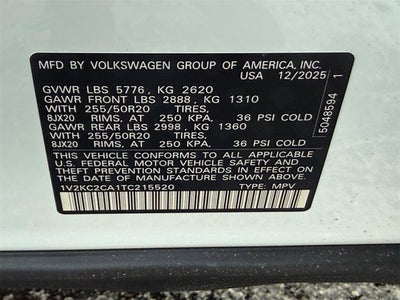 MFD BY VOLKSWAGEN GROUP OF AMERICA, INC.
USA 12/2025
GVWR LBS 5776, KG 2620
GAWR FRONT LBS 2888, KG 1310
WITH 255/50R20 TIRES,
8JX20 RIMS, AT 250 KPA, 36 PSI COLD
GAWR REAR LBS 2998, KG 1360
WITH 255/50R20 TIRES,
8JX20 RIMS, AT 250 KPA, 36 PSI COLD
THIS VEHICLE CONFORMS TO ALL APPLICABLE
U.S. FEDERAL MOTOR VEHICLE SAFETY AND
THEFT PREVENTION STANDARDS IN EFFECT ON
THE DATE OF MANUFACTURE SHOWN ABOVE.
1V2KC2CA1TC215520 TYPE: MPV
5048594 1